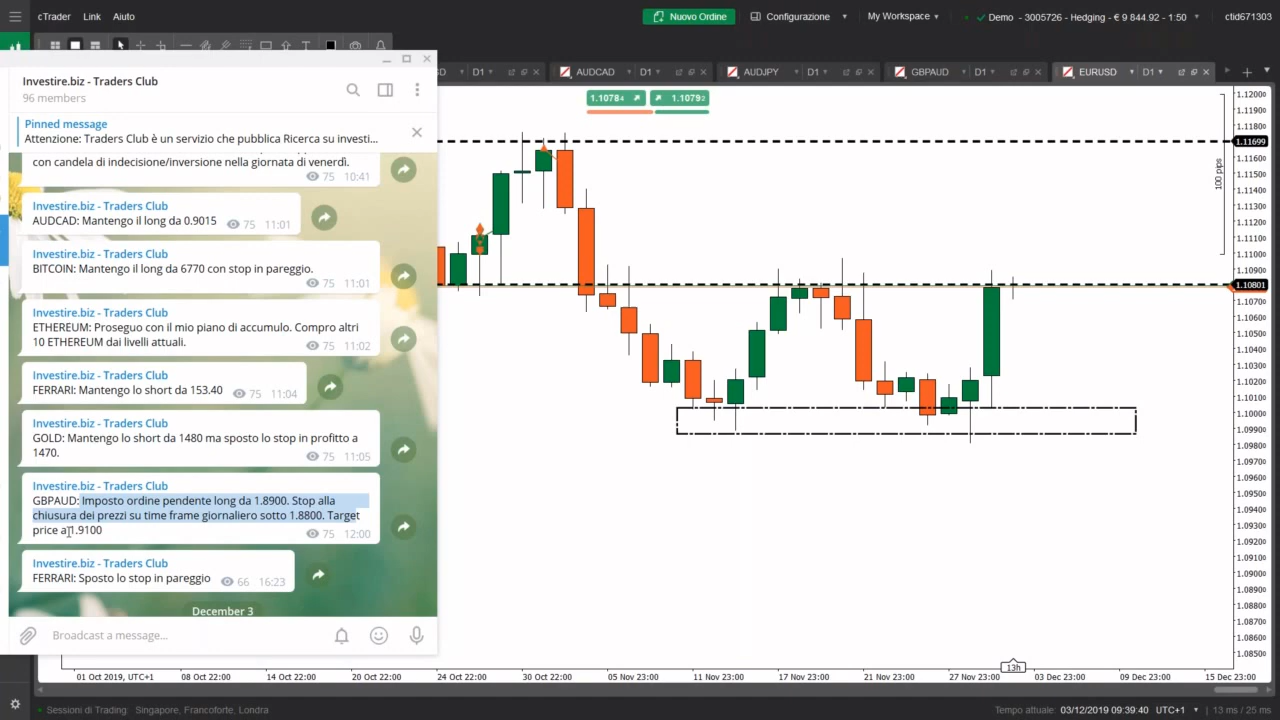 cTrader Link Aiuto
Nuovo Ordine Configurazione My Workspace Demo - 3005726 - Hedging - € 9 844.92 - 1:50 ctid671303
D D1 AUDCAD D1 AUDJPY D1 GBPAUD D1 EURUSD D1
Investire.biz - Traders Club
96 members
Pinned message
Attenzione: Traders Club è un servizio che pubblica Ricerca su investi...
con candela di indecisione/inversione nella giornata di venerdì.
75 10:41
Investire.biz - Traders Club
AUDCAD: Mantengo il long da 0.9015 75 11:01
Investire.biz - Traders Club
BITCOIN: Mantengo il long da 6770 con stop in pareggio.
75 11:01
Investire.biz - Traders Club
ETHEREUM: Proseguo con il mio piano di accumulo. Compro altri
10 ETHEREUM dai livelli attuali. 75 11:02
Investire.biz - Traders Club
FERRARI: Mantengo lo short da 153.40 75 11:04
Investire.biz - Traders Club
GOLD: Mantengo lo short da 1480 ma sposto lo stop in profitto a
1470. 75 11:05
Investire.biz - Traders Club
GBPAUD: Imposto ordine pendente long da 1.8900. Stop alla
chiusura dei prezzi su time frame giornaliero sotto 1.8800. Target
price a 1.9100 75 12:00
Investire.biz - Traders Club
FERRARI: Sposto lo stop in pareggio 66 16:23
December 3
Broadcast a message...
1.10784 1.10792
100 pips
1.12000
1.11900
1.11800
1.11699
1.11600
1.11500
1.11400
1.11300
1.11200
1.11100
1.11000
1.10900
1.10801
1.10700
1.10600
1.10500
1.10400
1.10300
1.10200
1.10100
1.10000
1.09900
1.09800
1.09700
1.09600
1.09500
1.09400
1.09300
1.09200
1.09100
1.09000
1.08900
1.08800
1.08700
1.08600
1.08500
13h
01 Oct 2019, UTC+1 08 Oct 22:00 14 Oct 22:00 20 Oct 22:00 24 Oct 22:00 30 Oct 22:00 05 Nov 23:00 11 Nov 23:00 17 Nov 23:00 21 Nov 23:00 27 Nov 23:00 03 Dec 23:00 09 Dec 23:00 15 Dec 23:00
Sessioni di Trading: Singapore, Francoforte, Londra Tempo attuale: 03/12/2019 09:39:40 UTC+1 13 ms / 25 ms